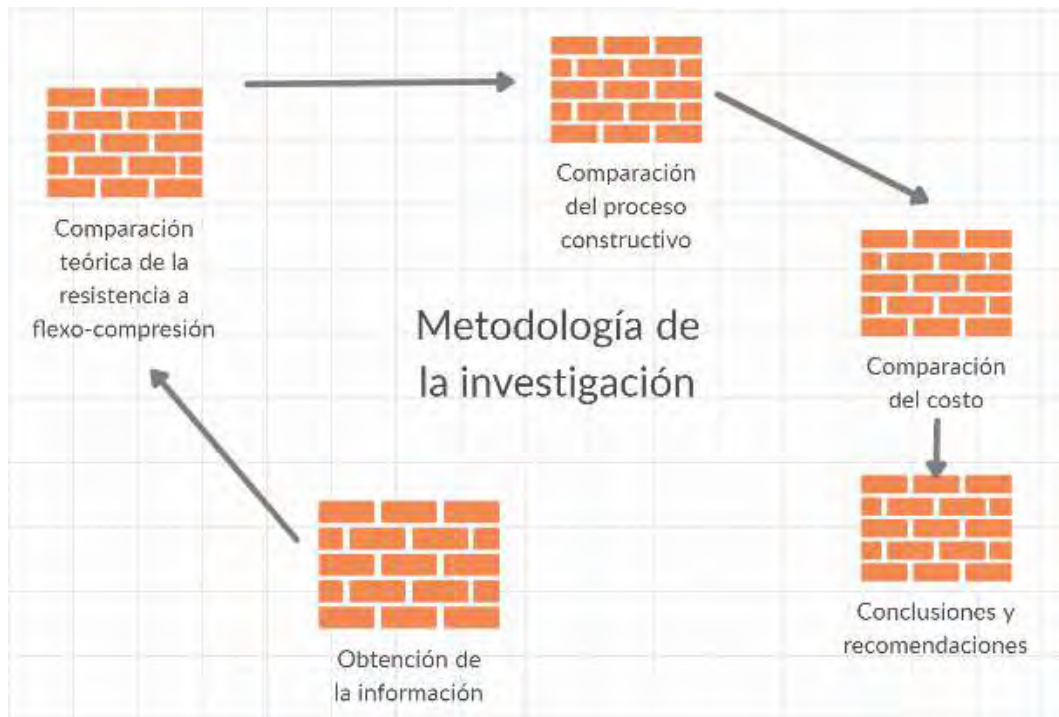 Comparación
teórica de la
resistencia a
flexo-compresión
Comparación
del proceso
constructivo
Metodología de
la investigación
Comparación
del costo
Conclusiones y
recomendaciones
Obtención de
la información